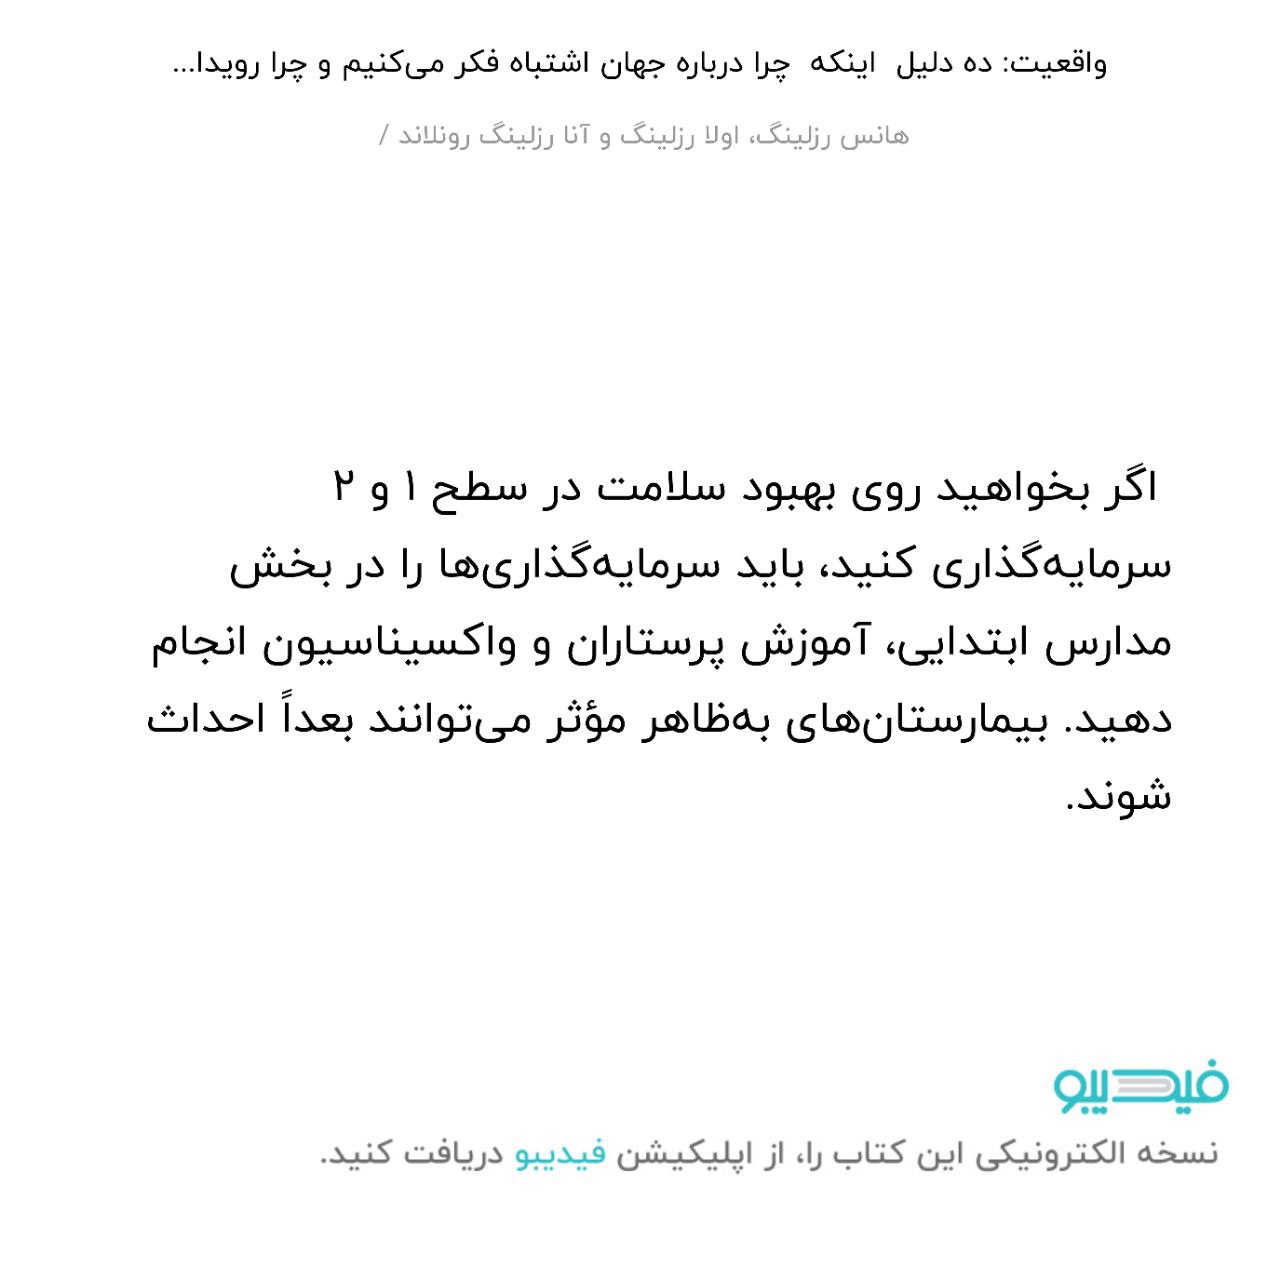 واقعیت: ده دلیل اینکه چرا درباره جهان اشتباه فکر می‌کنیم و چرا رویدا...
هانس رزلینگ، اولا رزلینگ و آنا رزلینگ رونلاند /
اگر بخواهید روی بهبود سلامت در سطح ۱ و ۲
سرمایه‌گذاری کنید، باید سرمایه‌گذاری‌ها را در بخش
مدارس ابتدایی، آموزش پرستاران و واکسیناسیون انجام
دهید. بیمارستان‌های به‌ظاهر مؤثر می‌توانند بعداً احداث
شوند.
فیدیبو
نسخه الکترونیکی این کتاب را، از اپلیکیشن فیدیبو دریافت کنید.